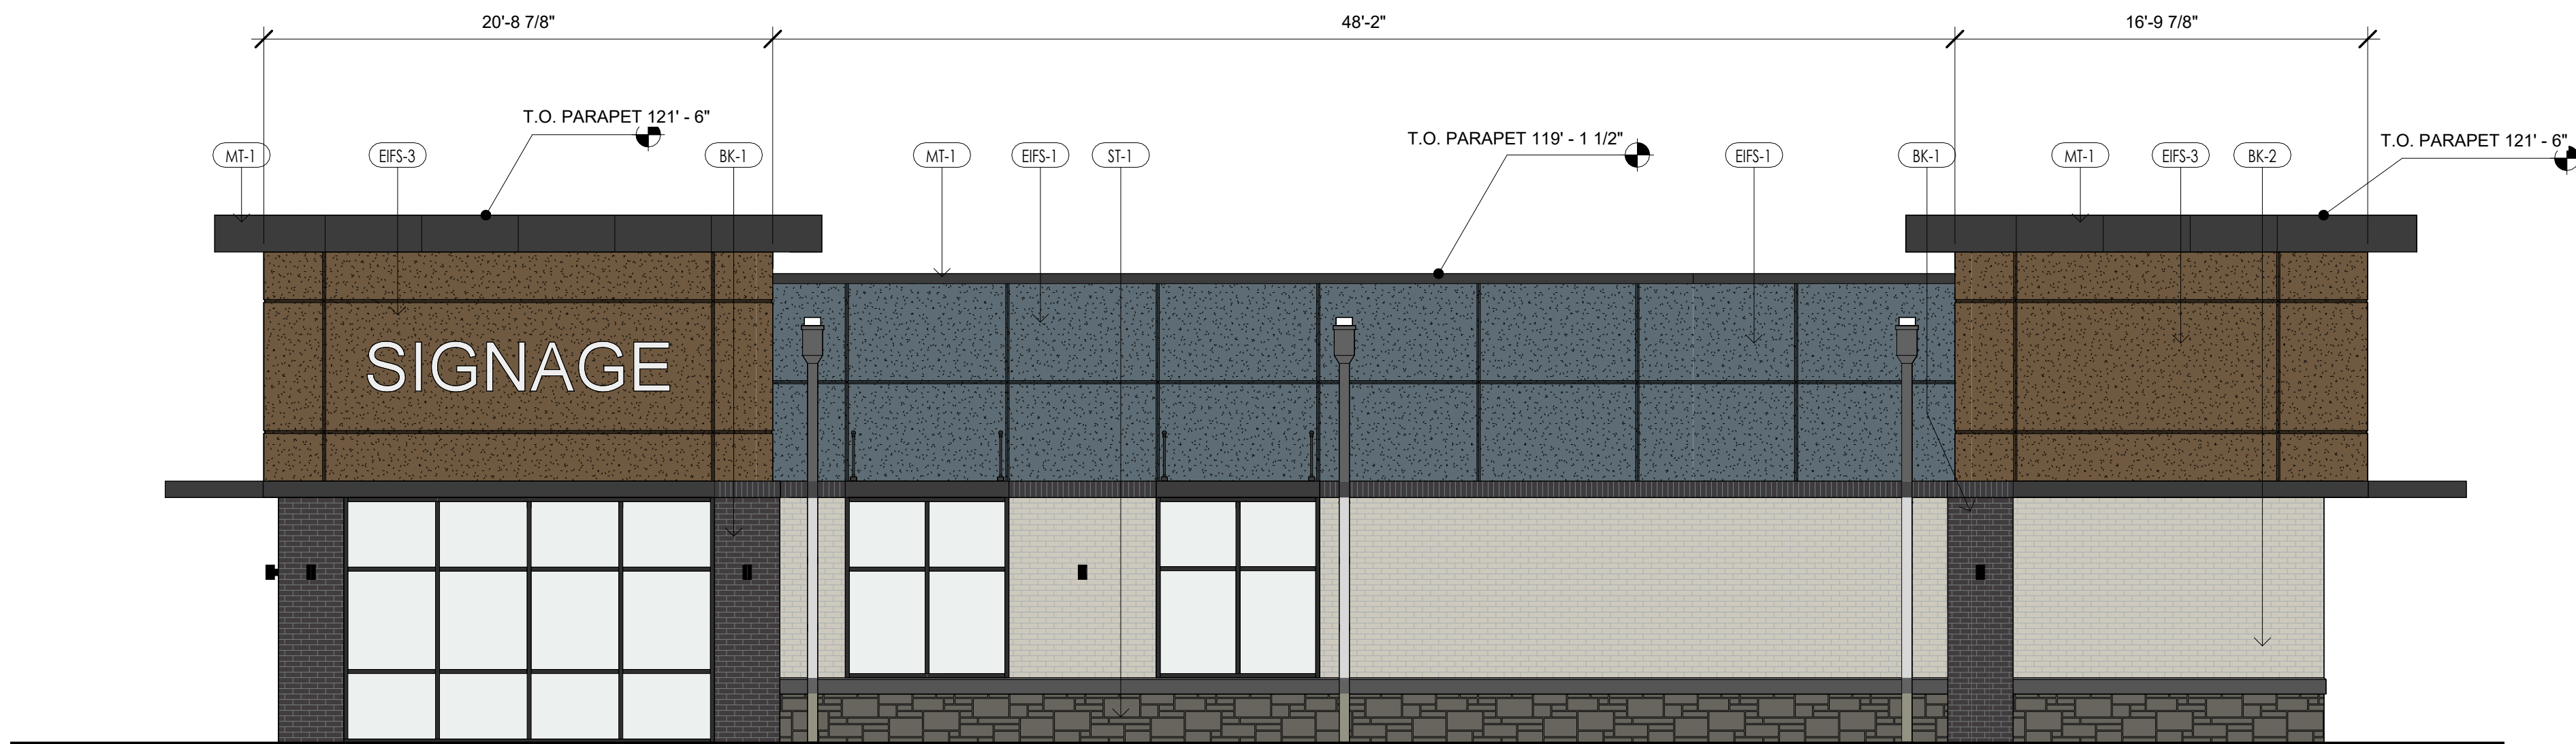 20'-8 7/8"
48'-2"
16'-9 7/8"
T.O. PARAPET 121' - 6"
T.O. PARAPET 119' - 1 1/2"
T.O. PARAPET 121' - 6"
MT-1
EIFS-3
BK-1
MT-1
EIFS-1
ST-1
EIFS-1
BK-1
MT-1
EIFS-3
BK-2
SIGNAGE